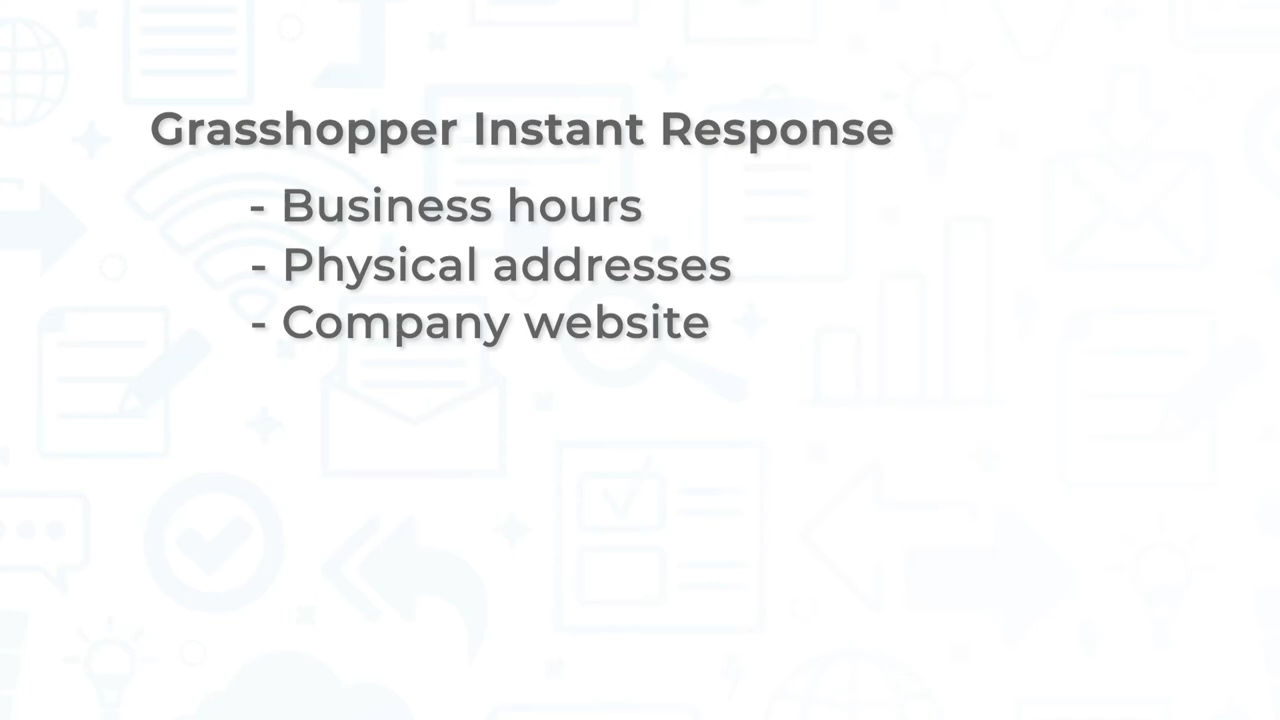 Grasshopper Instant Response
- Business hours
- Physical addresses
- Company website